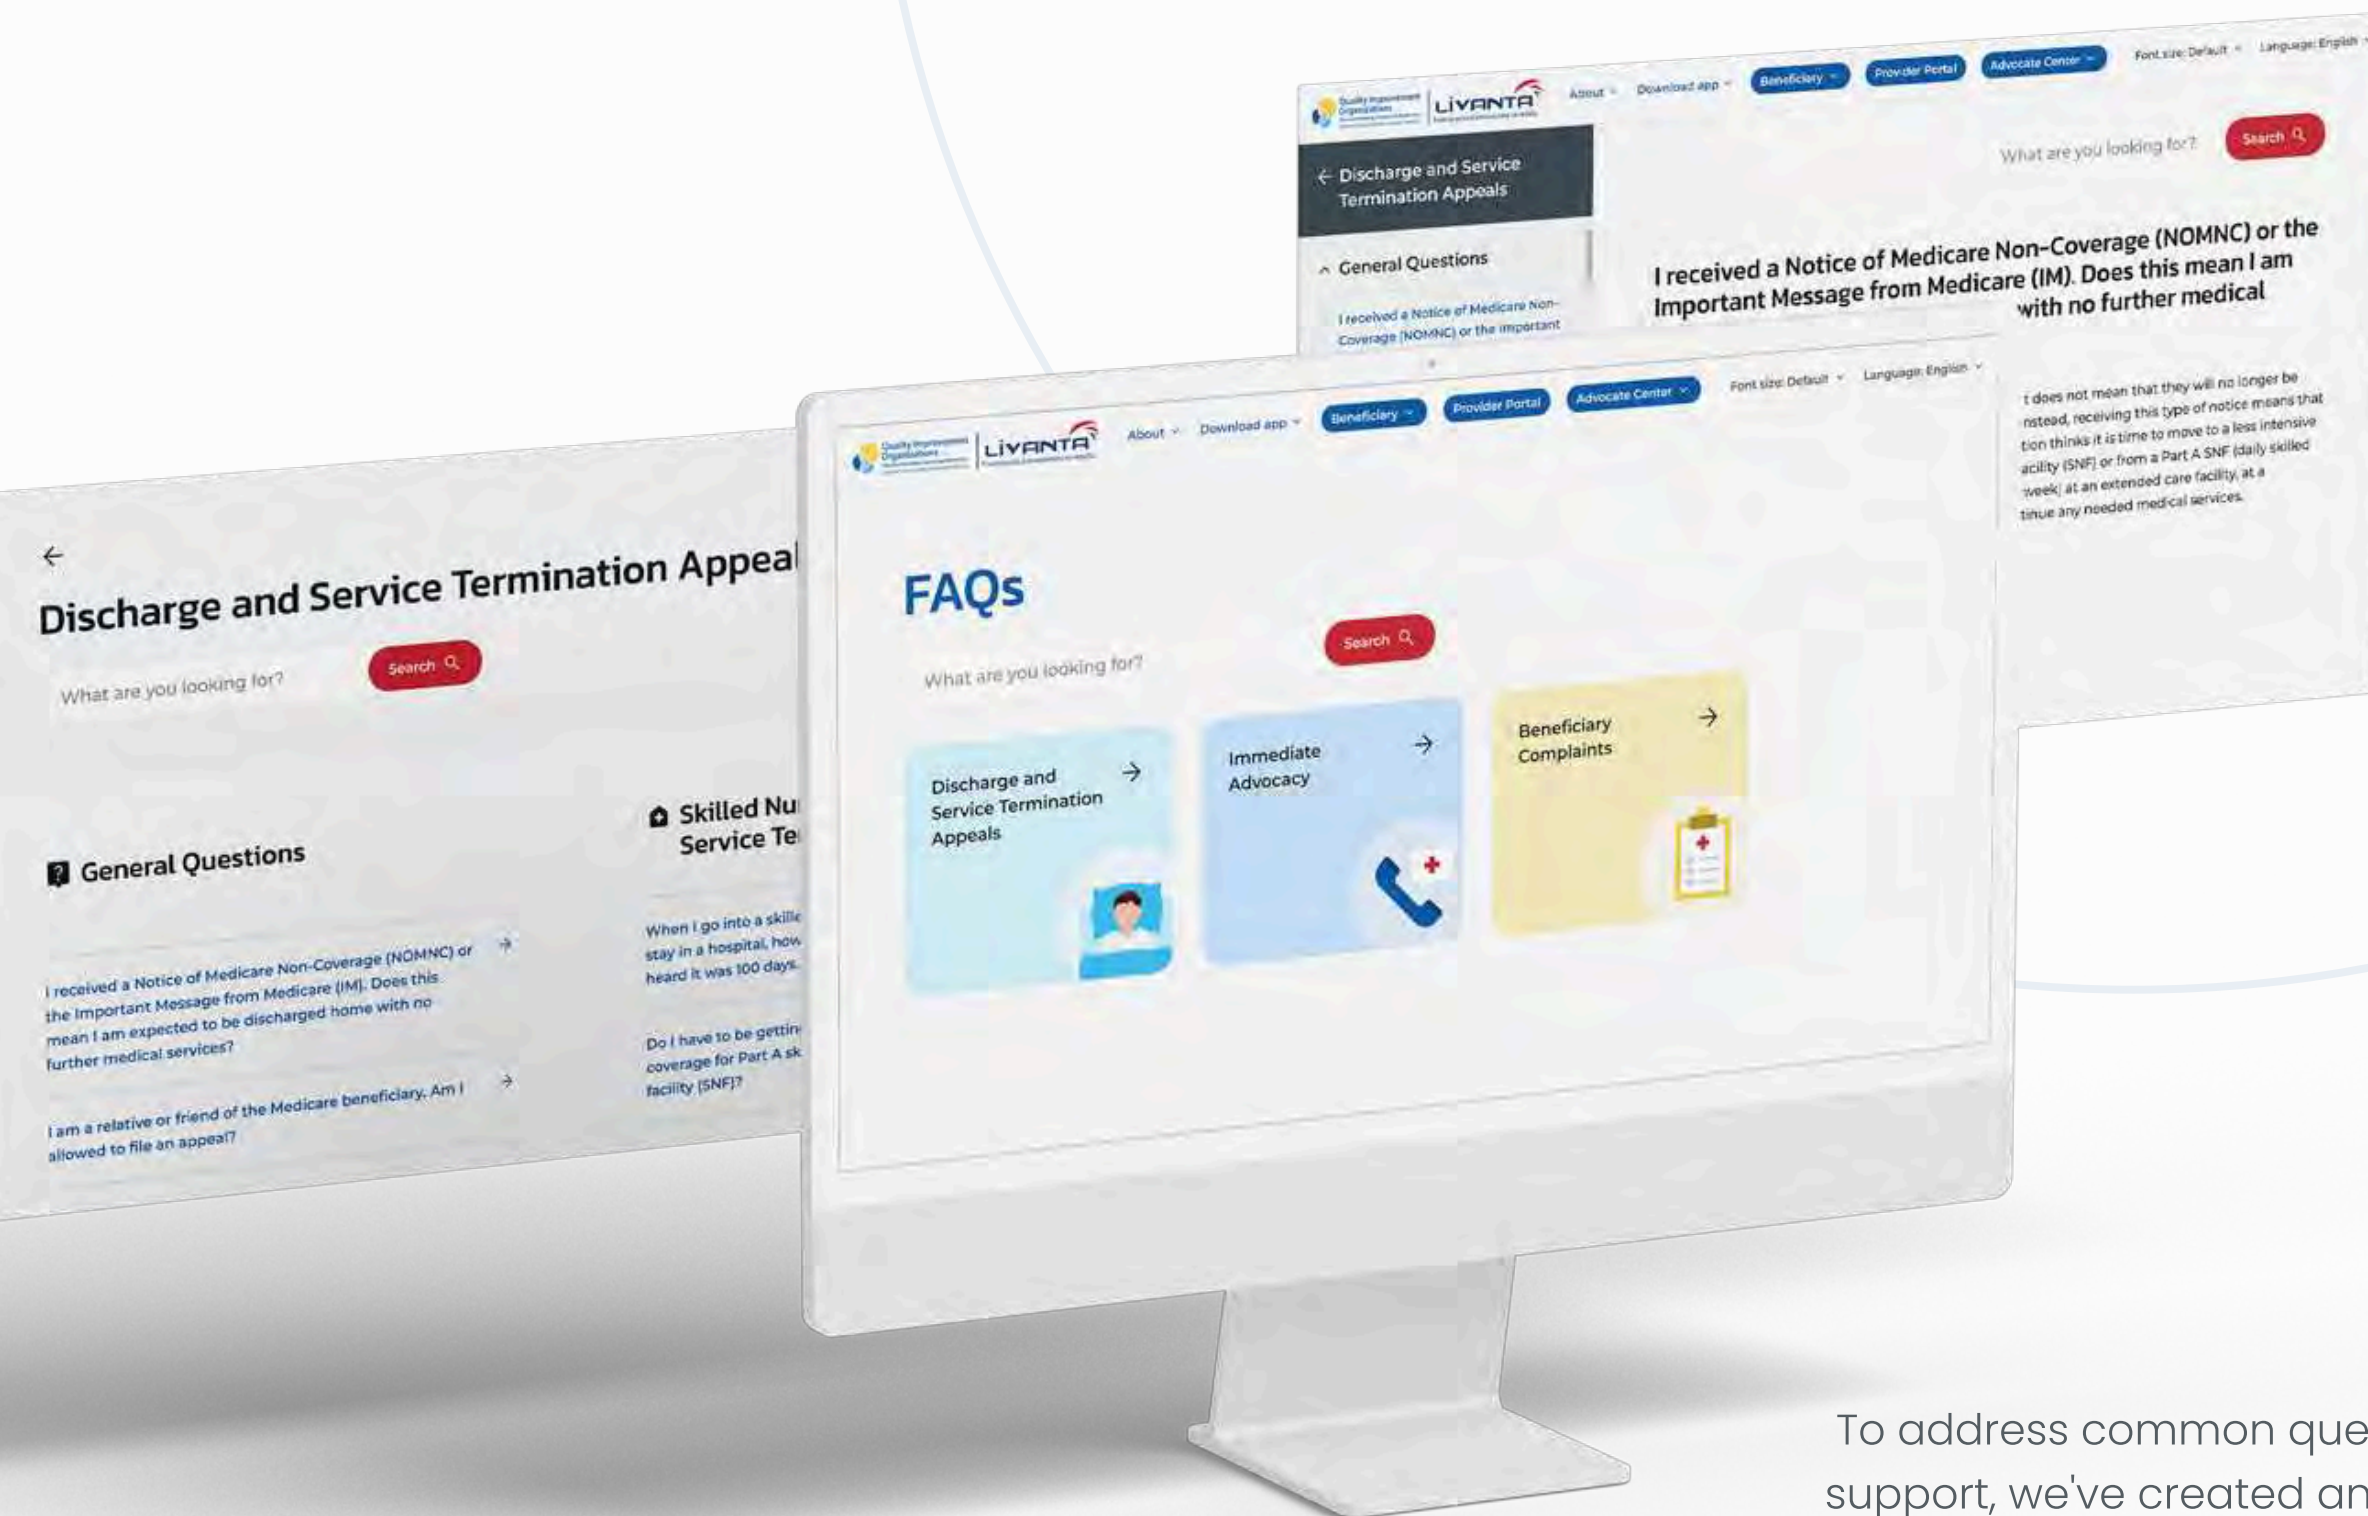 Quality Improvement
Organizations
LIVANTA
About
Download app
Beneficiary
Provider Portal
Advocate Center
Font size: Default
Language: English
← Discharge and Service
Termination Appeals
What are you looking for?
Search
General Questions
I received a Notice of Medicare Non-
Coverage (NOMNC) or the important
I received a Notice of Medicare Non-Coverage (NOMNC) or the
Important Message from Medicare (IM). Does this mean I am
with no further medical
t does not mean that they will no longer be
nstead, receiving this type of notice means that
tion thinks it is time to move to a less intensive
acility (SNF) or from a Part A SNF (daily skilled
week) at an extended care facility, at a
tinue any needed medical services.
←
Discharge and Service Termination Appeal
What are you looking for?
Search
General Questions
I received a Notice of Medicare Non-Coverage (NOMNC) or →
the Important Message from Medicare (IM). Does this
mean I am expected to be discharged home with no
further medical services?
I am a relative or friend of the Medicare beneficiary. Am I →
allowed to file an appeal?
Skilled Nu
Service Te
When I go into a skille
stay in a hospital, how
heard it was 100 days.
Do I have to be gettin
coverage for Part A sk
facility (SNF)?
Quality Improvement
Organizations
LIVANTA
About
Download app
Beneficiary
Provider Portal
Advocate Center
Font size: Default
Language: English
FAQs
What are you looking for?
Search
Discharge and →
Service Termination
Appeals
Immediate →
Advocacy
Beneficiary →
Complaints
To address common que
support, we've created an